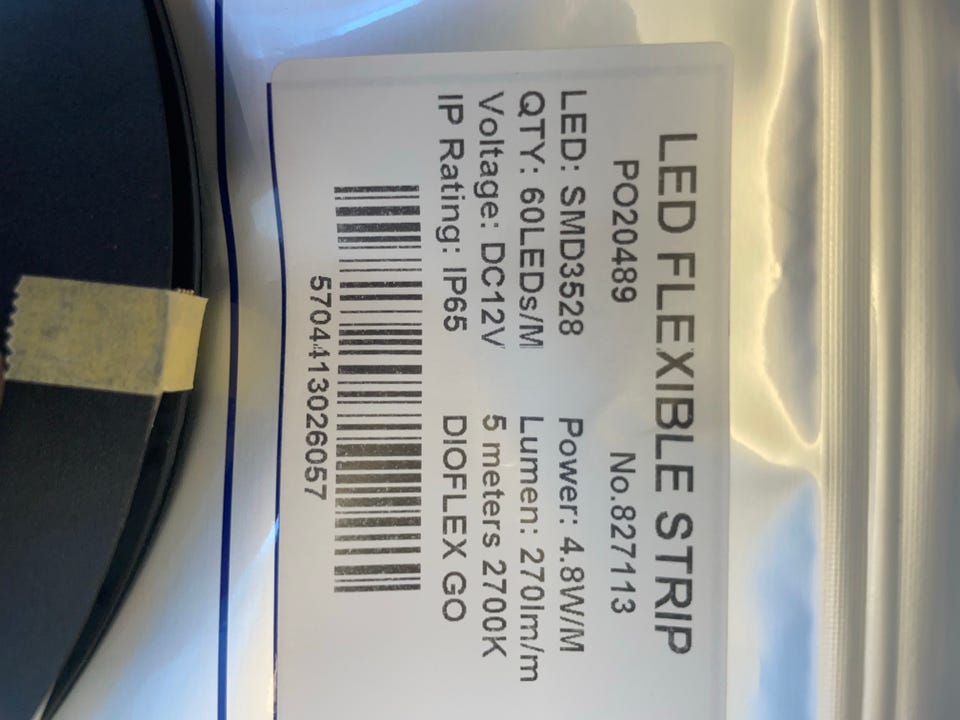 LED FLEXIBLE STRIP
PO20489 No.827113
LED: SMD3528 Power: 4.8W/M
QTY: 60LEDs/M Lumen: 270lm/m
Voltage: DC12V 5 meters 2700K
IP Rating: IP65 DIOFLEX GO
5704413026057